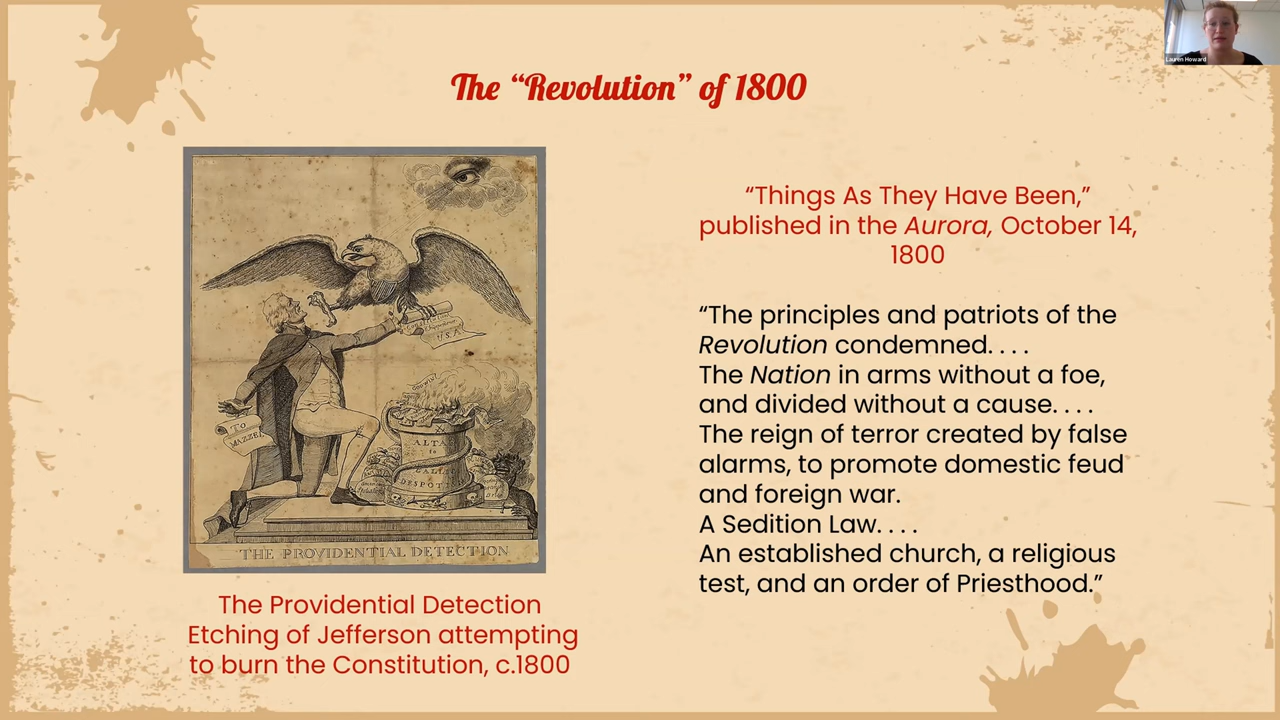 Lauren Howard
The “Revolution” of 1800
TO
MAZZEI
U.S.A.
ALTAR
to
DESPOT
THE PROVIDENTIAL DETECTION
The Providential Detection
Etching of Jefferson attempting
to burn the Constitution, c.1800
“Things As They Have Been,”
published in the Aurora, October 14,
1800
“The principles and patriots of the
Revolution condemned. . . .
The Nation in arms without a foe,
and divided without a cause. . . .
The reign of terror created by false
alarms, to promote domestic feud
and foreign war.
A Sedition Law. . . .
An established church, a religious
test, and an order of Priesthood.”